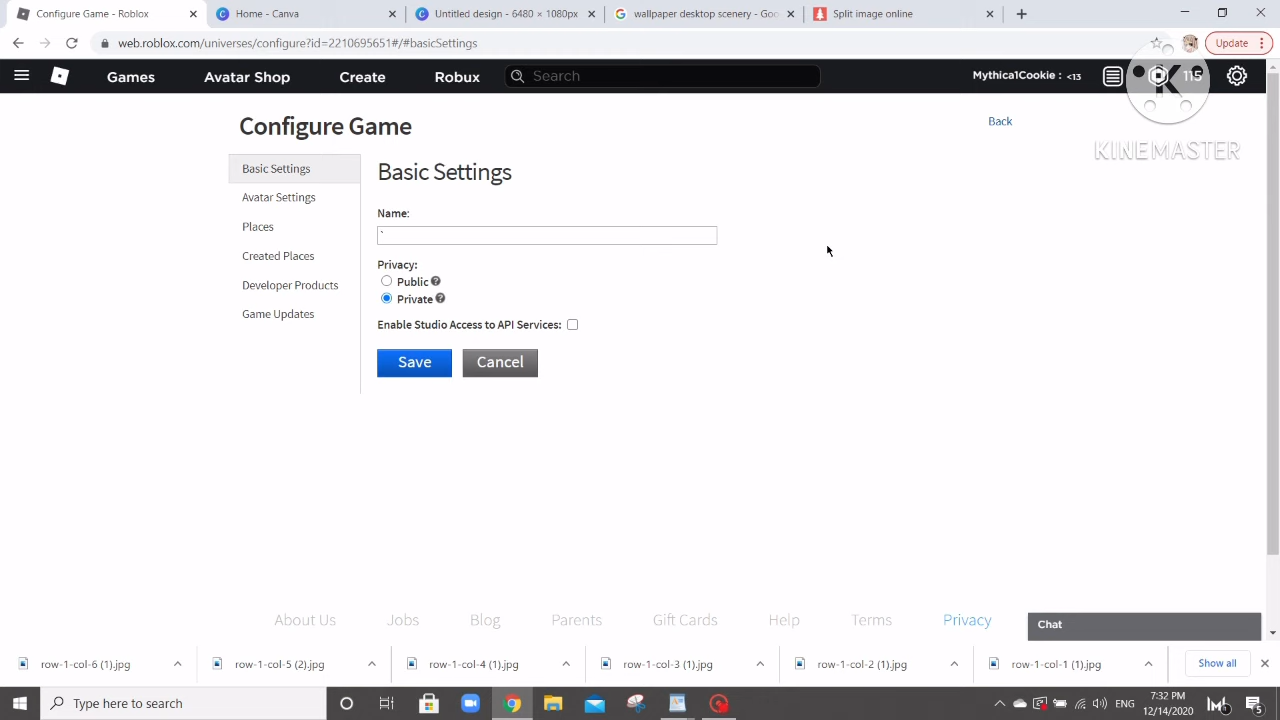 Configure Game - Roblox
Home - Canva
Untitled design - 6480 × 1080px
wallpaper desktop scenery - Goo
Split image online
web.roblox.com/universes/configure?id=2210695651#/#basicSettings
Update
Games
Avatar Shop
Create
Robux
Search
Mythica1Cookie : <13
115
KINEMASTER
Configure Game
Back
Basic Settings
Avatar Settings
Places
Created Places
Developer Products
Game Updates
Basic Settings
Name:
`
Privacy:
Public
Private
Enable Studio Access to API Services:
Save
Cancel
About Us
Jobs
Blog
Parents
Gift Cards
Help
Terms
Privacy
Chat
row-1-col-6 (1).jpg
row-1-col-5 (2).jpg
row-1-col-4 (1).jpg
row-1-col-3 (1).jpg
row-1-col-2 (1).jpg
row-1-col-1 (1).jpg
Show all
Type here to search
ENG
7:32 PM
12/14/2020
5